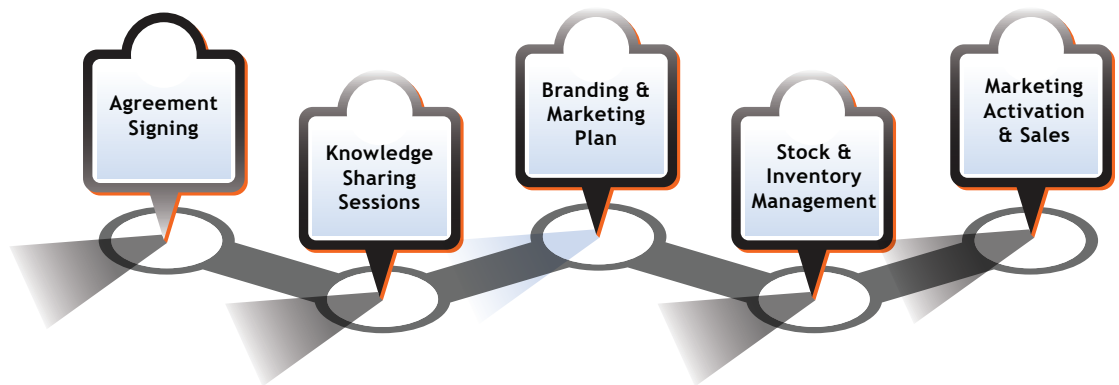 Agreement
Signing
Knowledge
Sharing
Sessions
Branding &
Marketing
Plan
Stock &
Inventory
Management
Marketing
Activation
& Sales